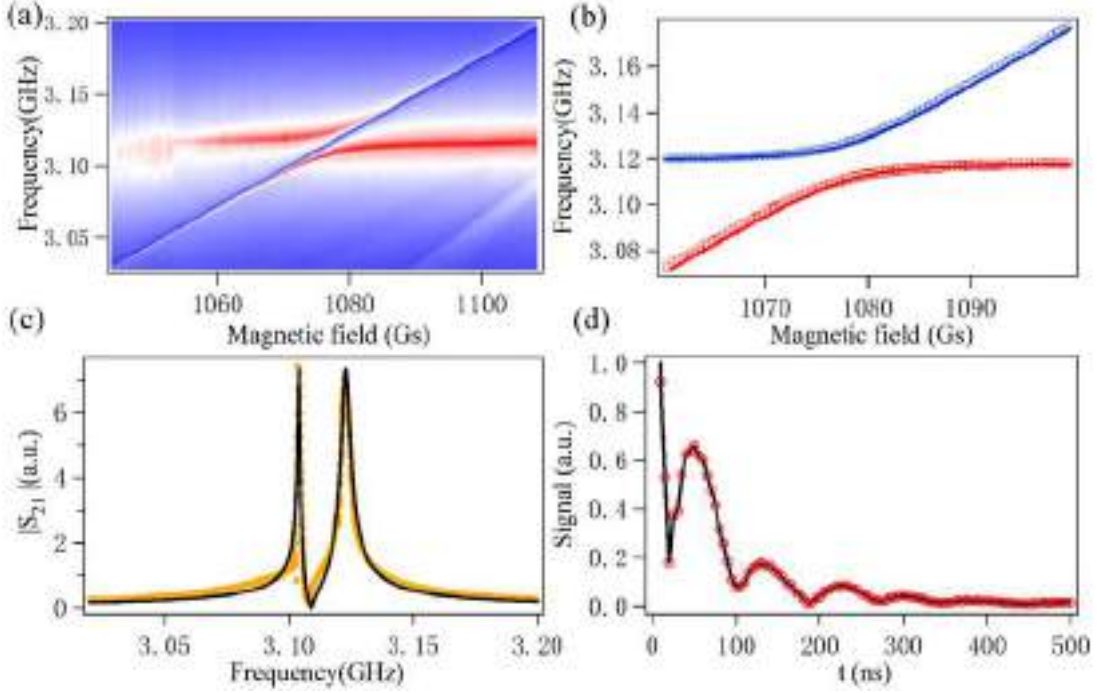 (a)
Frequency(GHz)
3.20
3.15
3.10
3.05
1060 1080 1100
Magnetic field (Gs)
(b)
Frequency(GHz)
3.16
3.14
3.12
3.10
3.08
1070 1080 1090
Magnetic field (Gs)
(c)
|S21|(a.u.)
6
4
2
0
3.05 3.10 3.15 3.20
Frequency(GHz)
(d)
Signal (a.u.)
1.0
0.8
0.6
0.4
0.2
0.0
0 100 200 300 400 500
t (ns)